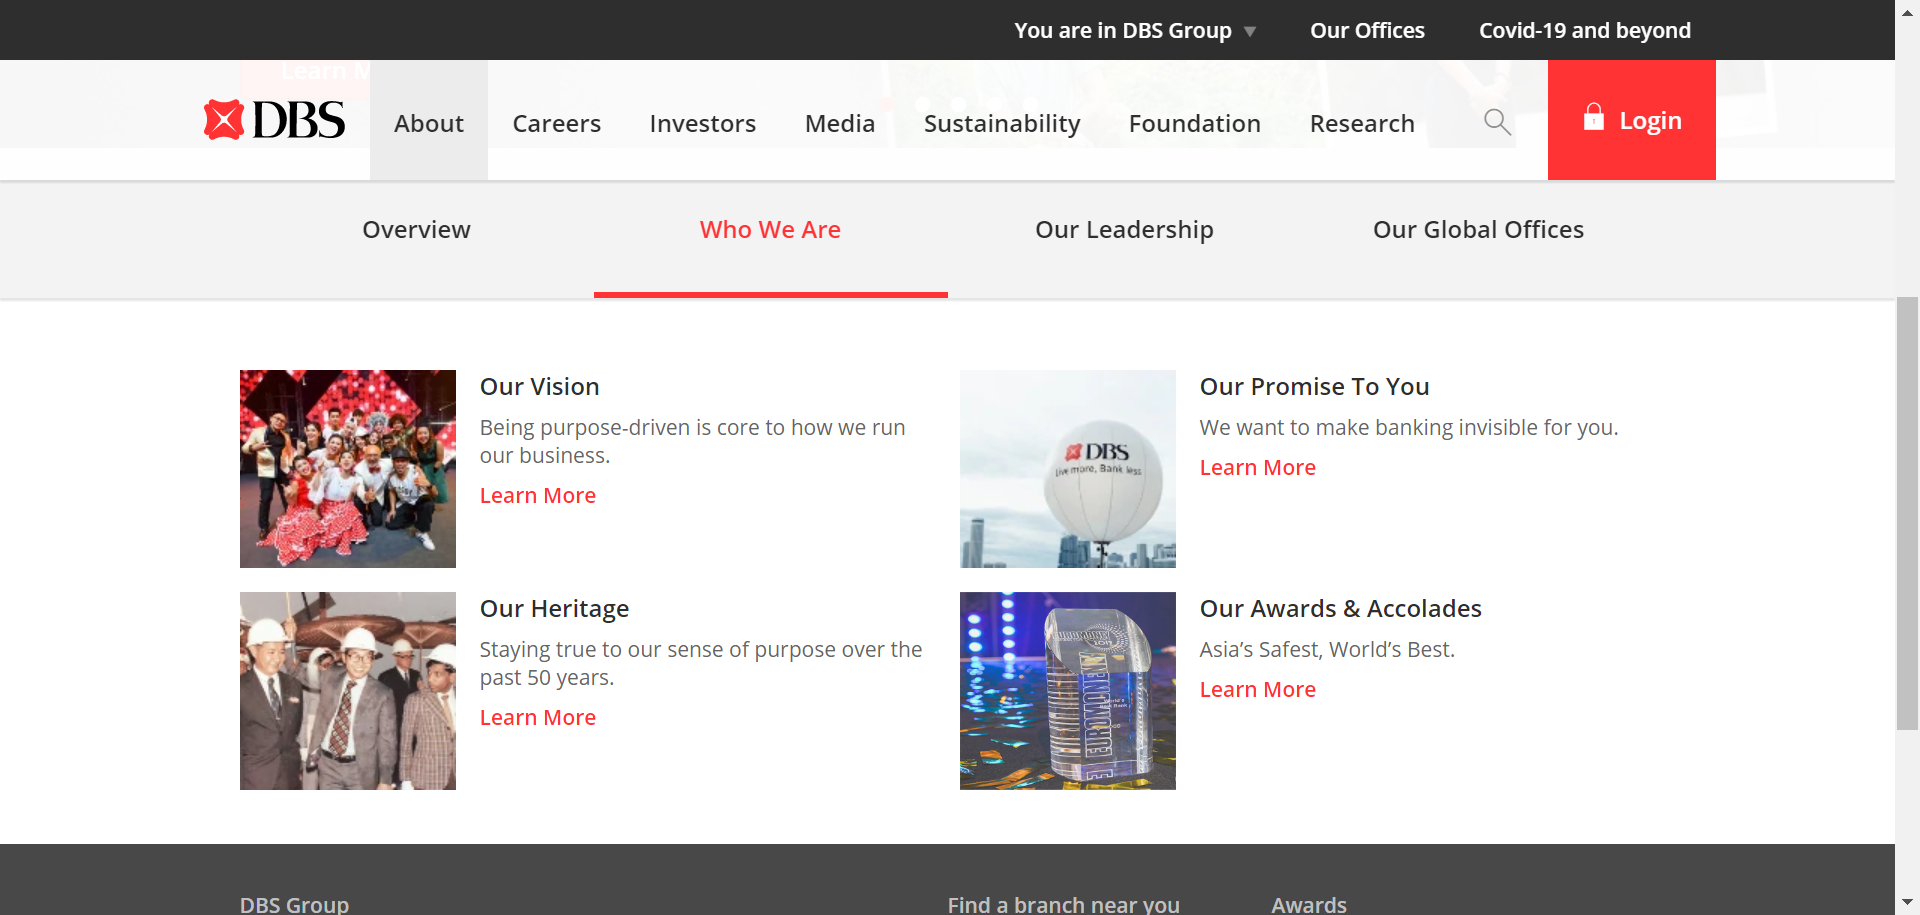 You are in DBS Group
Our Offices
Covid-19 and beyond
Learn M
DBS
About
Careers
Investors
Media
Sustainability
Foundation
Research
Login
Overview
Who We Are
Our Leadership
Our Global Offices
Our Vision
Being purpose-driven is core to how we run
our business.
Learn More
DBS
Live more, Bank less
Our Promise To You
We want to make banking invisible for you.
Learn More
Our Heritage
Staying true to our sense of purpose over the
past 50 years.
Learn More
Our Awards & Accolades
Asia’s Safest, World’s Best.
Learn More
DBS Group
Find a branch near you
Awards